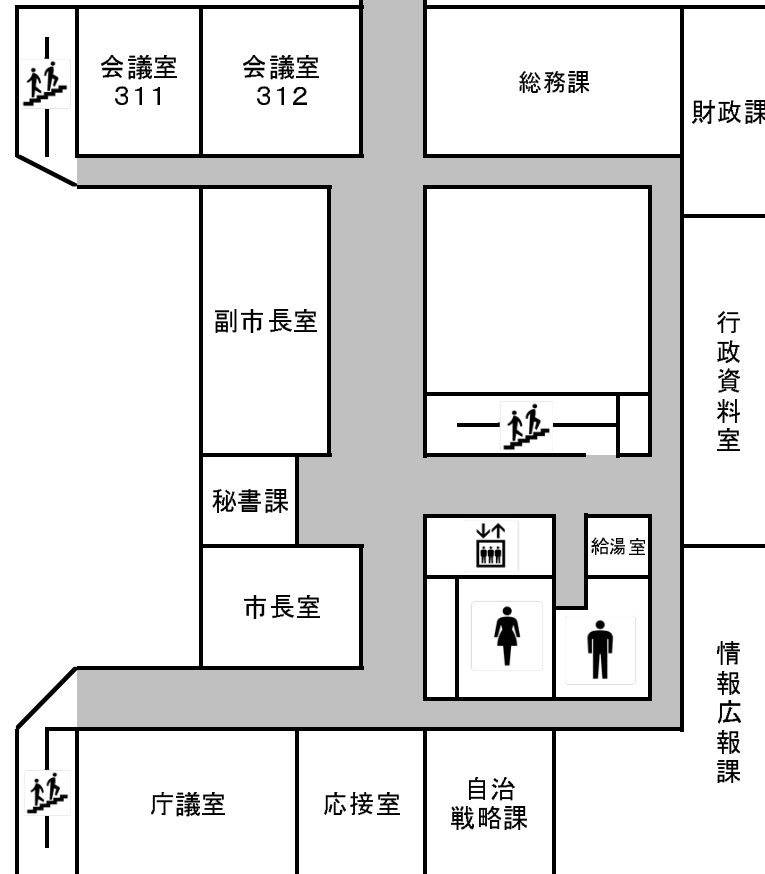 会議室
３１１
会議室
３１２
総務課
財政課
副市長室
行政資料室
秘書課
給湯室
市長室
情報広報課
庁議室
応接室
自治
戦略課